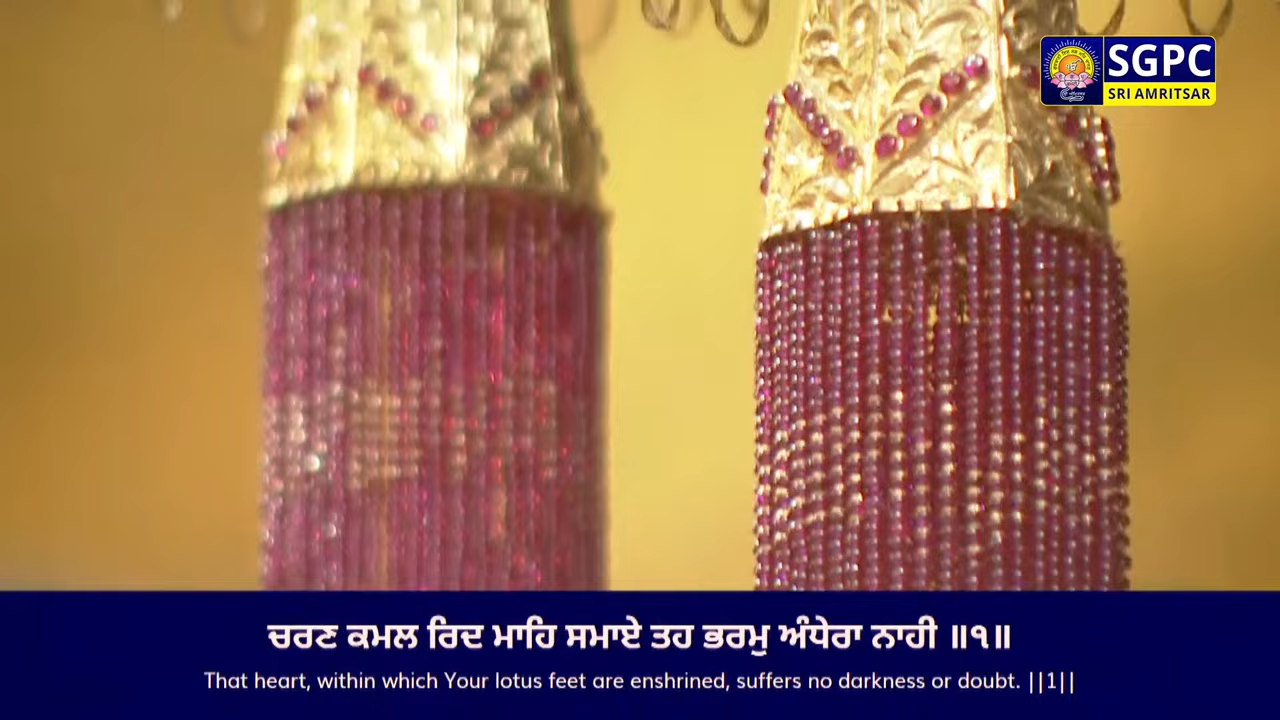 SGPC
SRI AMRITSAR
ਚਰਣ ਕਮਲ ਰਿਦ ਮਾਹਿ ਸਮਾਏ ਤਹ ਭਰਮੁ ਅੰਧੇਰਾ ਨਾਹੀ ॥੧॥
That heart, within which Your lotus feet are enshrined, suffers no darkness or doubt. ||1||